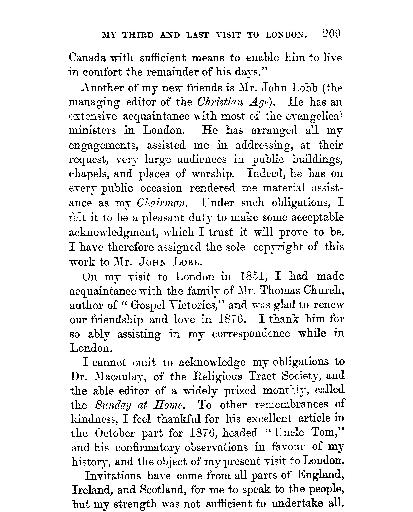 MY THIRD AND LAST VISIT TO LONDON. 209
Canada with sufficient means to enable him to live
in comfort the remainder of his days."
Another of my new friends is Mr. John Lobb (the
managing editor of the Christian Age). He has an
extensive acquaintance with most of the evangelical
ministers in London. He has arranged all my
engagements, assisted me in addressing, at their
request, very large audiences in public buildings,
chapels, and places of worship. Indeed, he has on
every public occasion rendered me material assist-
ance as my Chairman. Under such obligations, I
felt it to be a pleasant duty to make some acceptable
acknowledgment, which I trust it will prove to be.
I have therefore assigned the sole copyright of this
work to Mr. JOHN LOBB.
On my visit to London in 1851, I had made
acquaintance with the family of Mr. Thomas Church,
author of "Gospel Victories," and was glad to renew
our friendship and love in 1876. I thank him for
so ably assisting in my correspondence while in
London.
I cannot omit to acknowledge my obligations to
Dr. Macaulay, of the Religious Tract Society, and
the able editor of a widely prized monthly, called
the Sunday at Home. To other remembrances of
kindness, I feel thankful for his excellent article in
the October part for 1876, headed "Uncle Tom,"
and his confirmatory observations in favour of my
history, and the object of my present visit to London.
Invitations have come from all parts of England,
Ireland, and Scotland, for me to speak to the people,
but my strength was not sufficient to undertake all.